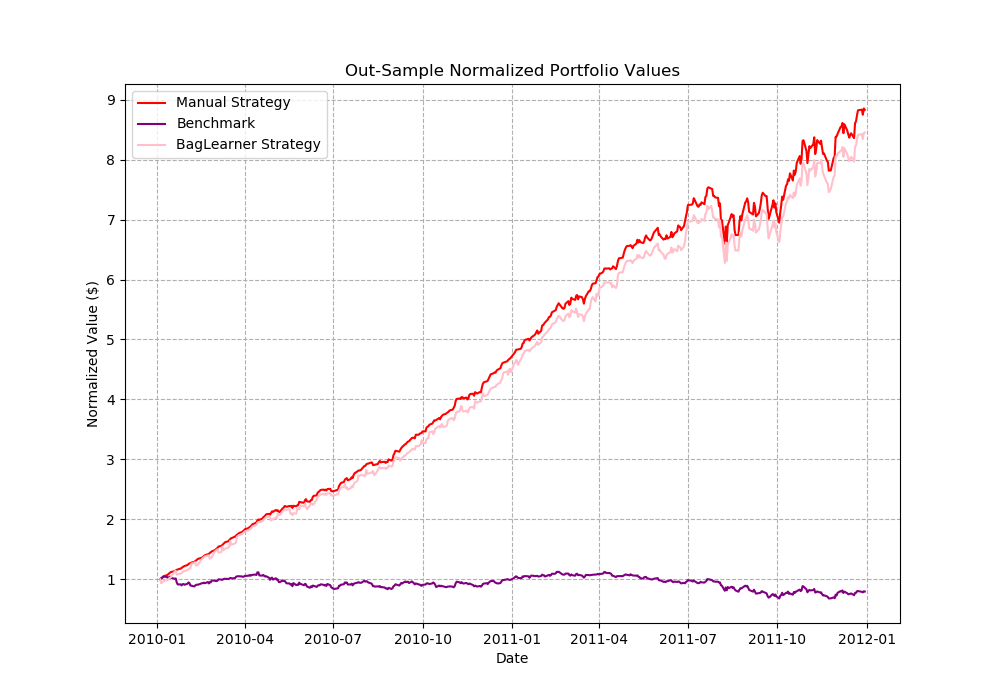 Out-Sample Normalized Portfolio Values
Manual Strategy
Benchmark
BagLearner Strategy
Normalized Value ($)
9
8
7
6
5
4
3
2
1
2010-01 2010-04 2010-07 2010-10 2011-01 2011-04 2011-07 2011-10 2012-01
Date